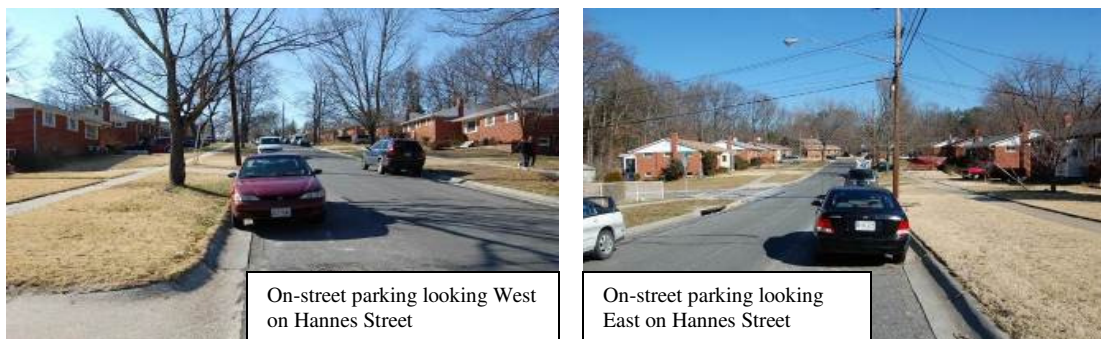 On-street parking looking West
on Hannes Street
On-street parking looking
East on Hannes Street